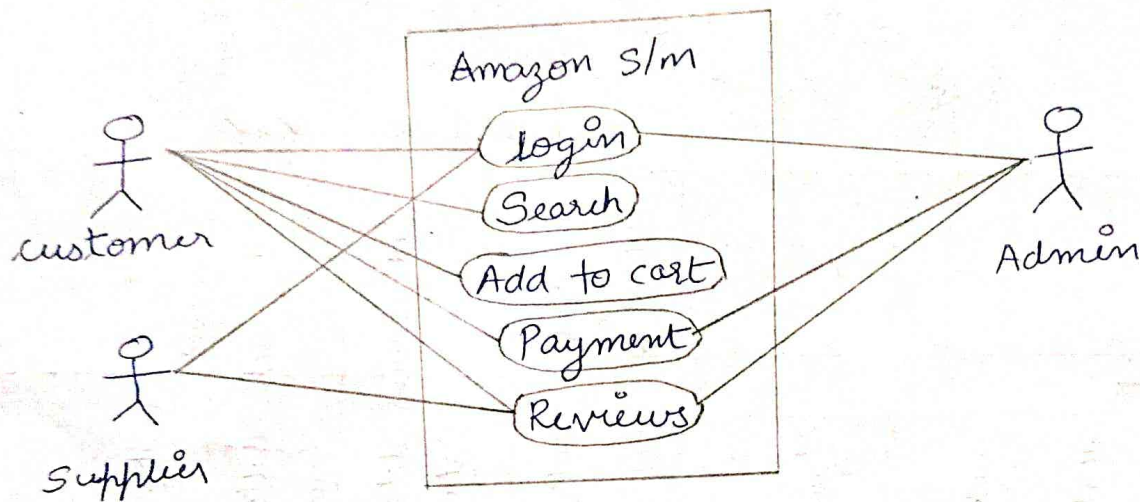 Amazon S/m
login
Search
Add to cart
Payment
Reviews
customer
Supplier
Admin